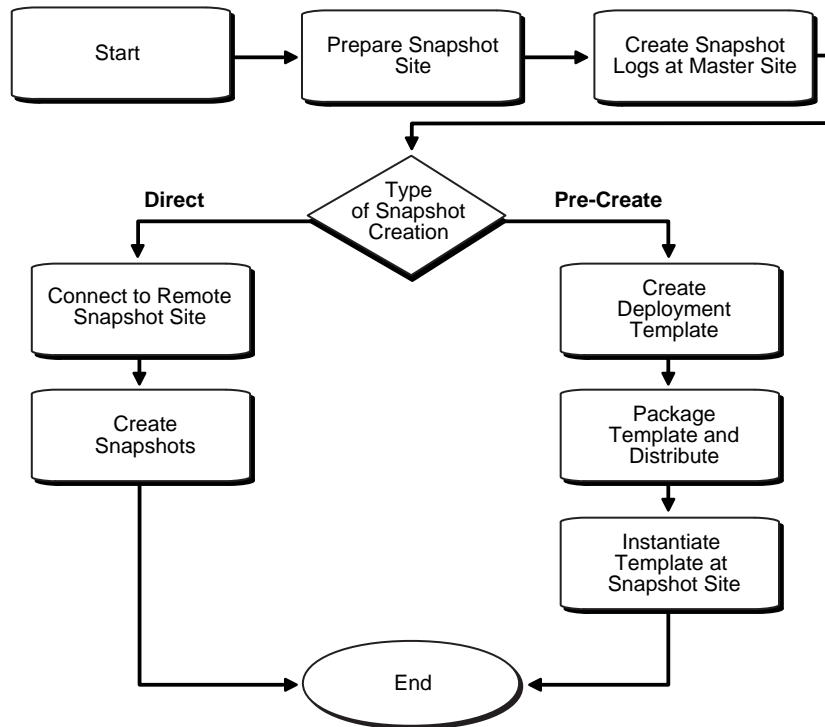 Start
Prepare Snapshot
Site
Create Snapshot
Logs at Master Site
Type
of Snapshot
Creation
Direct
Pre-Create
Connect to Remote
Snapshot Site
Create
Snapshots
Create
Deployment
Template
Package
Template and
Distribute
Instantiate
Template at
Snapshot Site
End